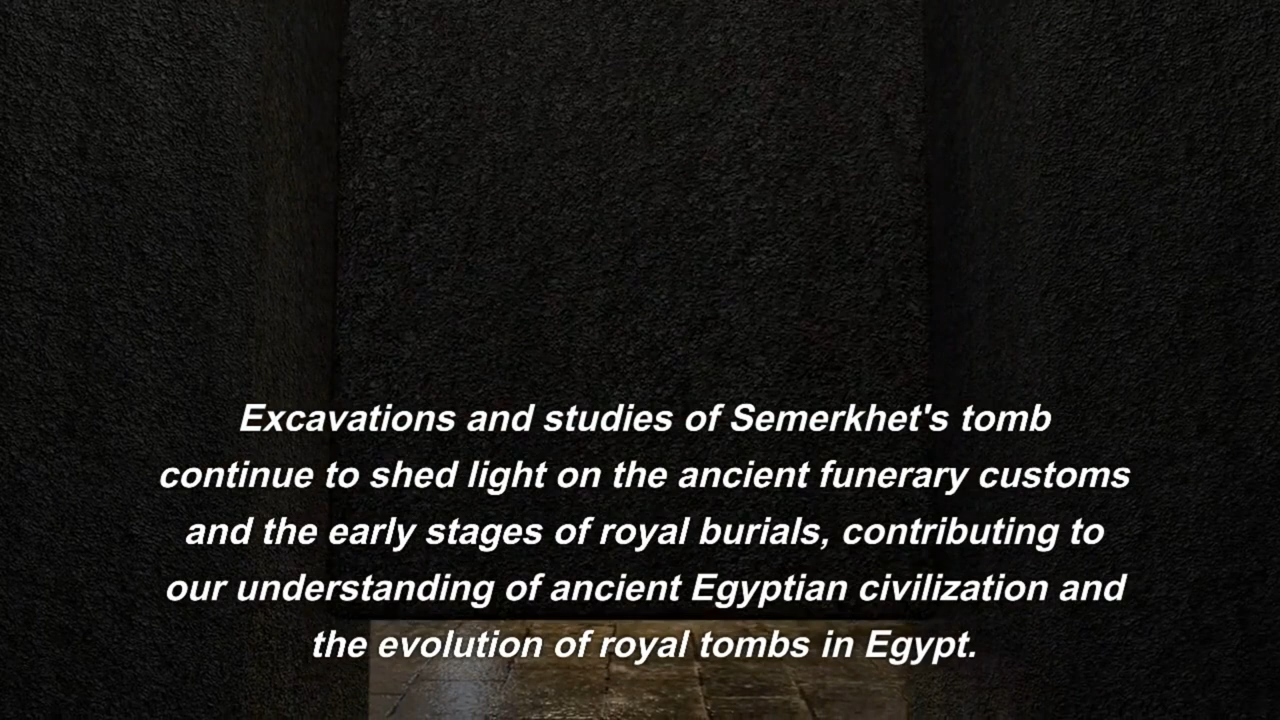 Excavations and studies of Semerkhet's tomb
continue to shed light on the ancient funerary customs
and the early stages of royal burials, contributing to
our understanding of ancient Egyptian civilization and
the evolution of royal tombs in Egypt.